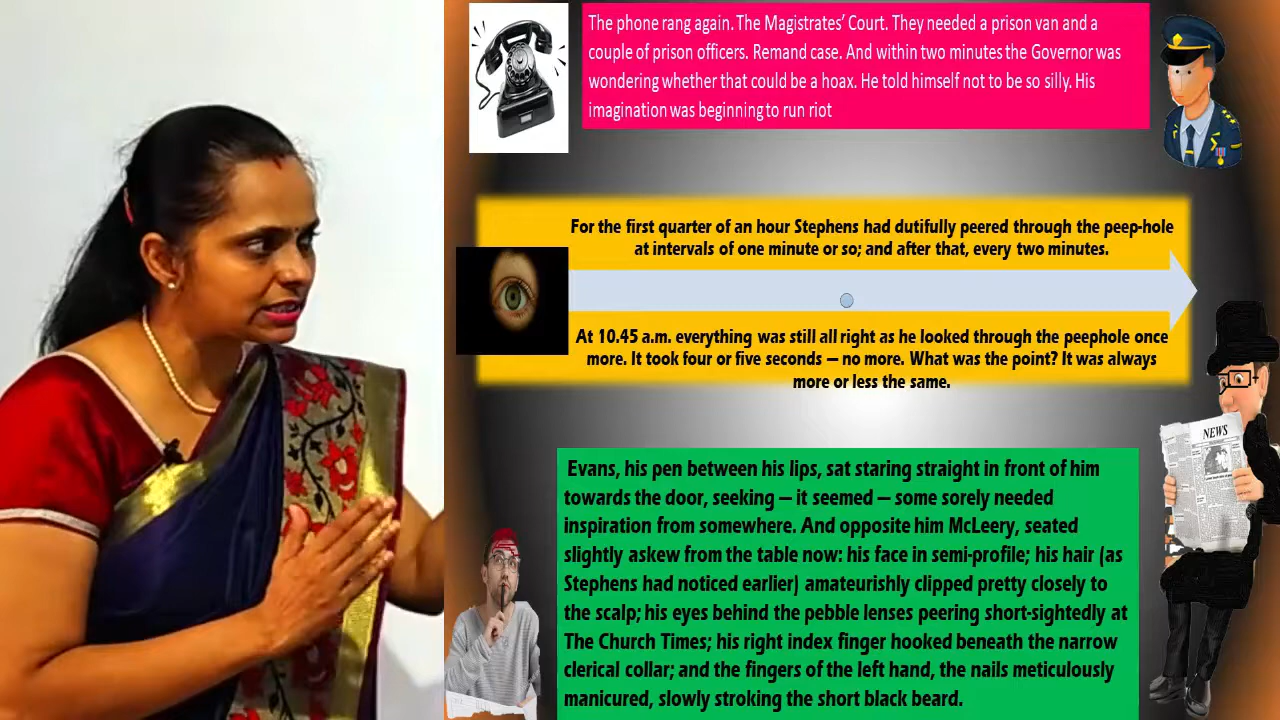 The phone rang again. The Magistrates’ Court. They needed a prison van and a
couple of prison officers. Remand case. And within two minutes the Governor was
wondering whether that could be a hoax. He told himself not to be so silly. His
imagination was beginning to run riot
For the first quarter of an hour Stephens had dutifully peered through the peep-hole
at intervals of one minute or so; and after that, every two minutes.
At 10.45 a.m. everything was still all right as he looked through the peephole once
more. It took four or five seconds — no more. What was the point? It was always
more or less the same.
NEWS
Evans, his pen between his lips, sat staring straight in front of him
towards the door, seeking — it seemed — some sorely needed
inspiration from somewhere. And opposite him McLeery, seated
slightly askew from the table now: his face in semi-profile; his hair (as
Stephens had noticed earlier) amateurishly clipped pretty closely to
the scalp; his eyes behind the pebble lenses peering short-sightedly at
The Church Times; his right index finger hooked beneath the narrow
clerical collar; and the fingers of the left hand, the nails meticulously
manicured, slowly stroking the short black beard.